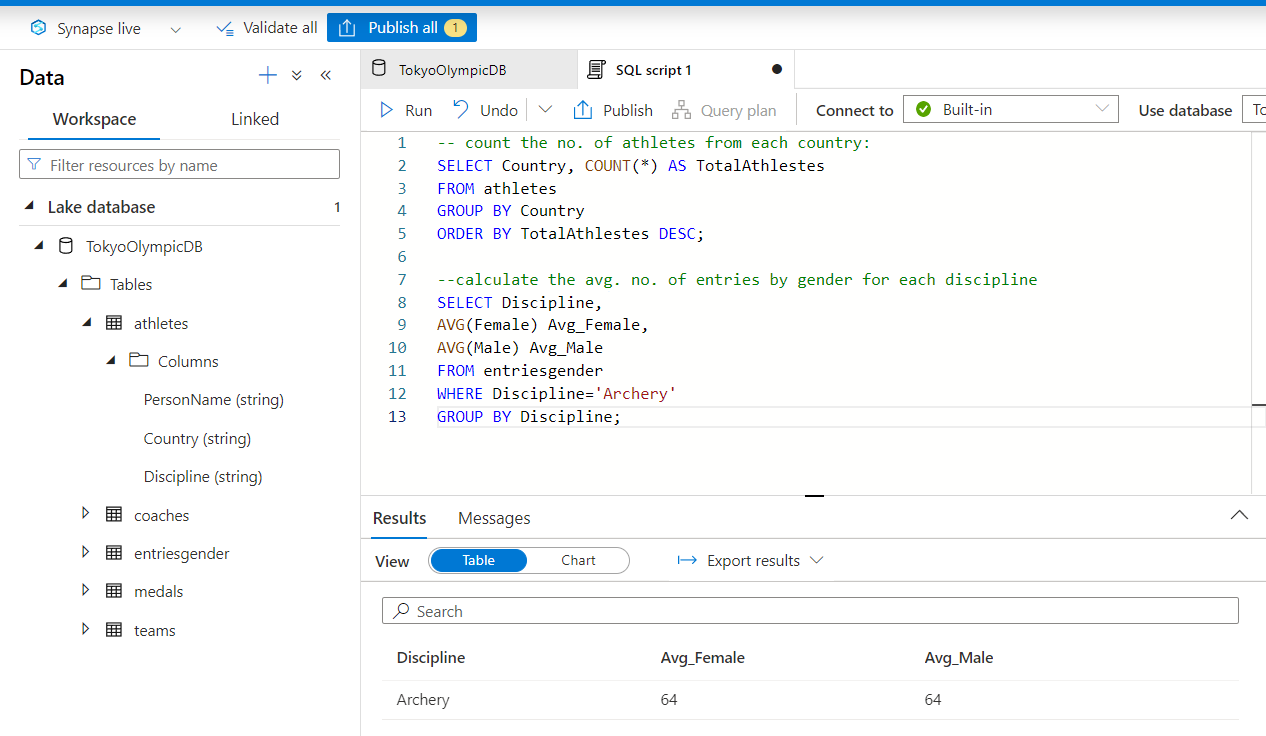 Synapse live
Validate all
Publish all 1
Data
Workspace Linked
Filter resources by name
Lake database 1
TokyoOlympicDB
Tables
athletes
Columns
PersonName (string)
Country (string)
Discipline (string)
coaches
entriesgender
medals
teams
TokyoOlympicDB
SQL script 1
Run Undo Publish Query plan Connect to Built-in Use database To
1 -- count the no. of athletes from each country:
2 SELECT Country, COUNT(*) AS TotalAthlestes
3 FROM athletes
4 GROUP BY Country
5 ORDER BY TotalAthlestes DESC;
6
7 --calculate the avg. no. of entries by gender for each discipline
8 SELECT Discipline,
9 AVG(Female) Avg_Female,
10 AVG(Male) Avg_Male
11 FROM entriesgender
12 WHERE Discipline='Archery'
13 GROUP BY Discipline;
Results Messages
View Table Chart Export results
Search
Discipline Avg_Female Avg_Male
Archery 64 64